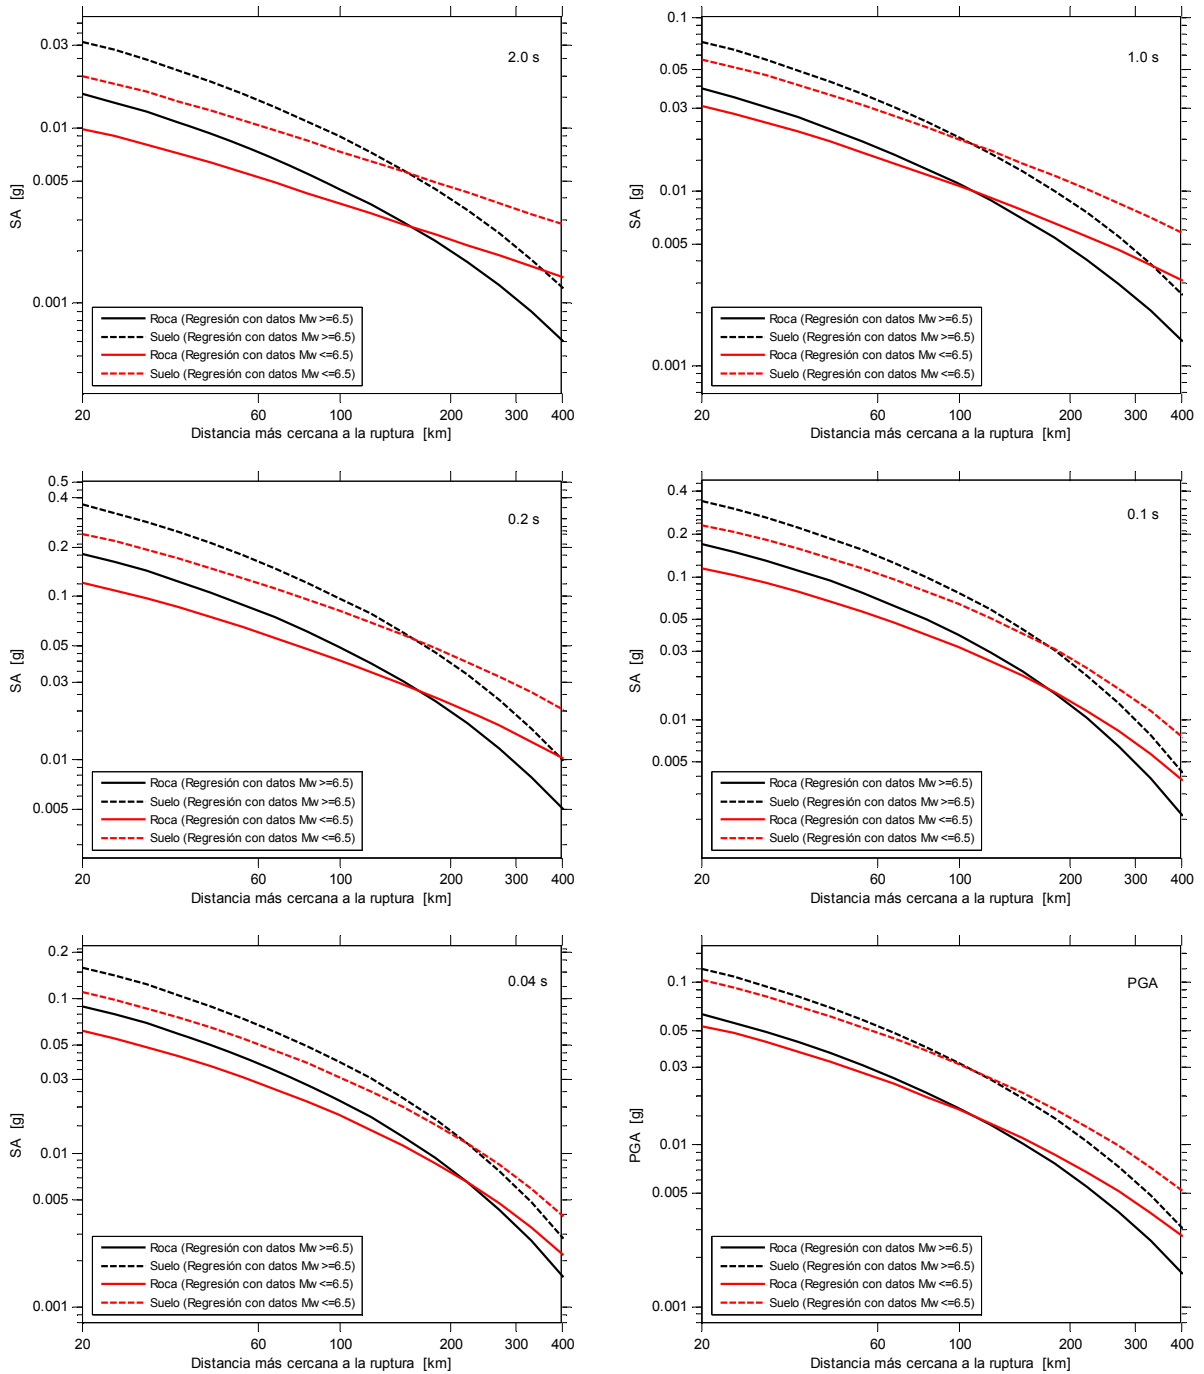 2.0 s
SA [g]
0.03
0.01
0.005
0.001
Roca (Regresión con datos Mw >=6.5)
Suelo (Regresión con datos Mw >=6.5)
Roca (Regresión con datos Mw <=6.5)
Suelo (Regresión con datos Mw <=6.5)
20 60 100 200 300 400
Distancia más cercana a la ruptura [km]
1.0 s
SA [g]
0.1
0.05
0.03
0.01
0.005
0.001
Roca (Regresión con datos Mw >=6.5)
Suelo (Regresión con datos Mw >=6.5)
Roca (Regresión con datos Mw <=6.5)
Suelo (Regresión con datos Mw <=6.5)
20 60 100 200 300 400
Distancia más cercana a la ruptura [km]
0.2 s
SA [g]
0.5
0.4
0.2
0.1
0.05
0.03
0.01
0.005
Roca (Regresión con datos Mw >=6.5)
Suelo (Regresión con datos Mw >=6.5)
Roca (Regresión con datos Mw <=6.5)
Suelo (Regresión con datos Mw <=6.5)
20 60 100 200 300 400
Distancia más cercana a la ruptura [km]
0.1 s
SA [g]
0.4
0.2
0.1
0.05
0.03
0.01
0.005
Roca (Regresión con datos Mw >=6.5)
Suelo (Regresión con datos Mw >=6.5)
Roca (Regresión con datos Mw <=6.5)
Suelo (Regresión con datos Mw <=6.5)
20 60 100 200 300 400
Distancia más cercana a la ruptura [km]
0.04 s
SA [g]
0.2
0.1
0.05
0.03
0.01
0.005
0.001
Roca (Regresión con datos Mw >=6.5)
Suelo (Regresión con datos Mw >=6.5)
Roca (Regresión con datos Mw <=6.5)
Suelo (Regresión con datos Mw <=6.5)
20 60 100 200 300 400
Distancia más cercana a la ruptura [km]
PGA
PGA [g]
0.1
0.05
0.03
0.01
0.005
0.001
Roca (Regresión con datos Mw >=6.5)
Suelo (Regresión con datos Mw >=6.5)
Roca (Regresión con datos Mw <=6.5)
Suelo (Regresión con datos Mw <=6.5)
20 60 100 200 300 400
Distancia más cercana a la ruptura [km]